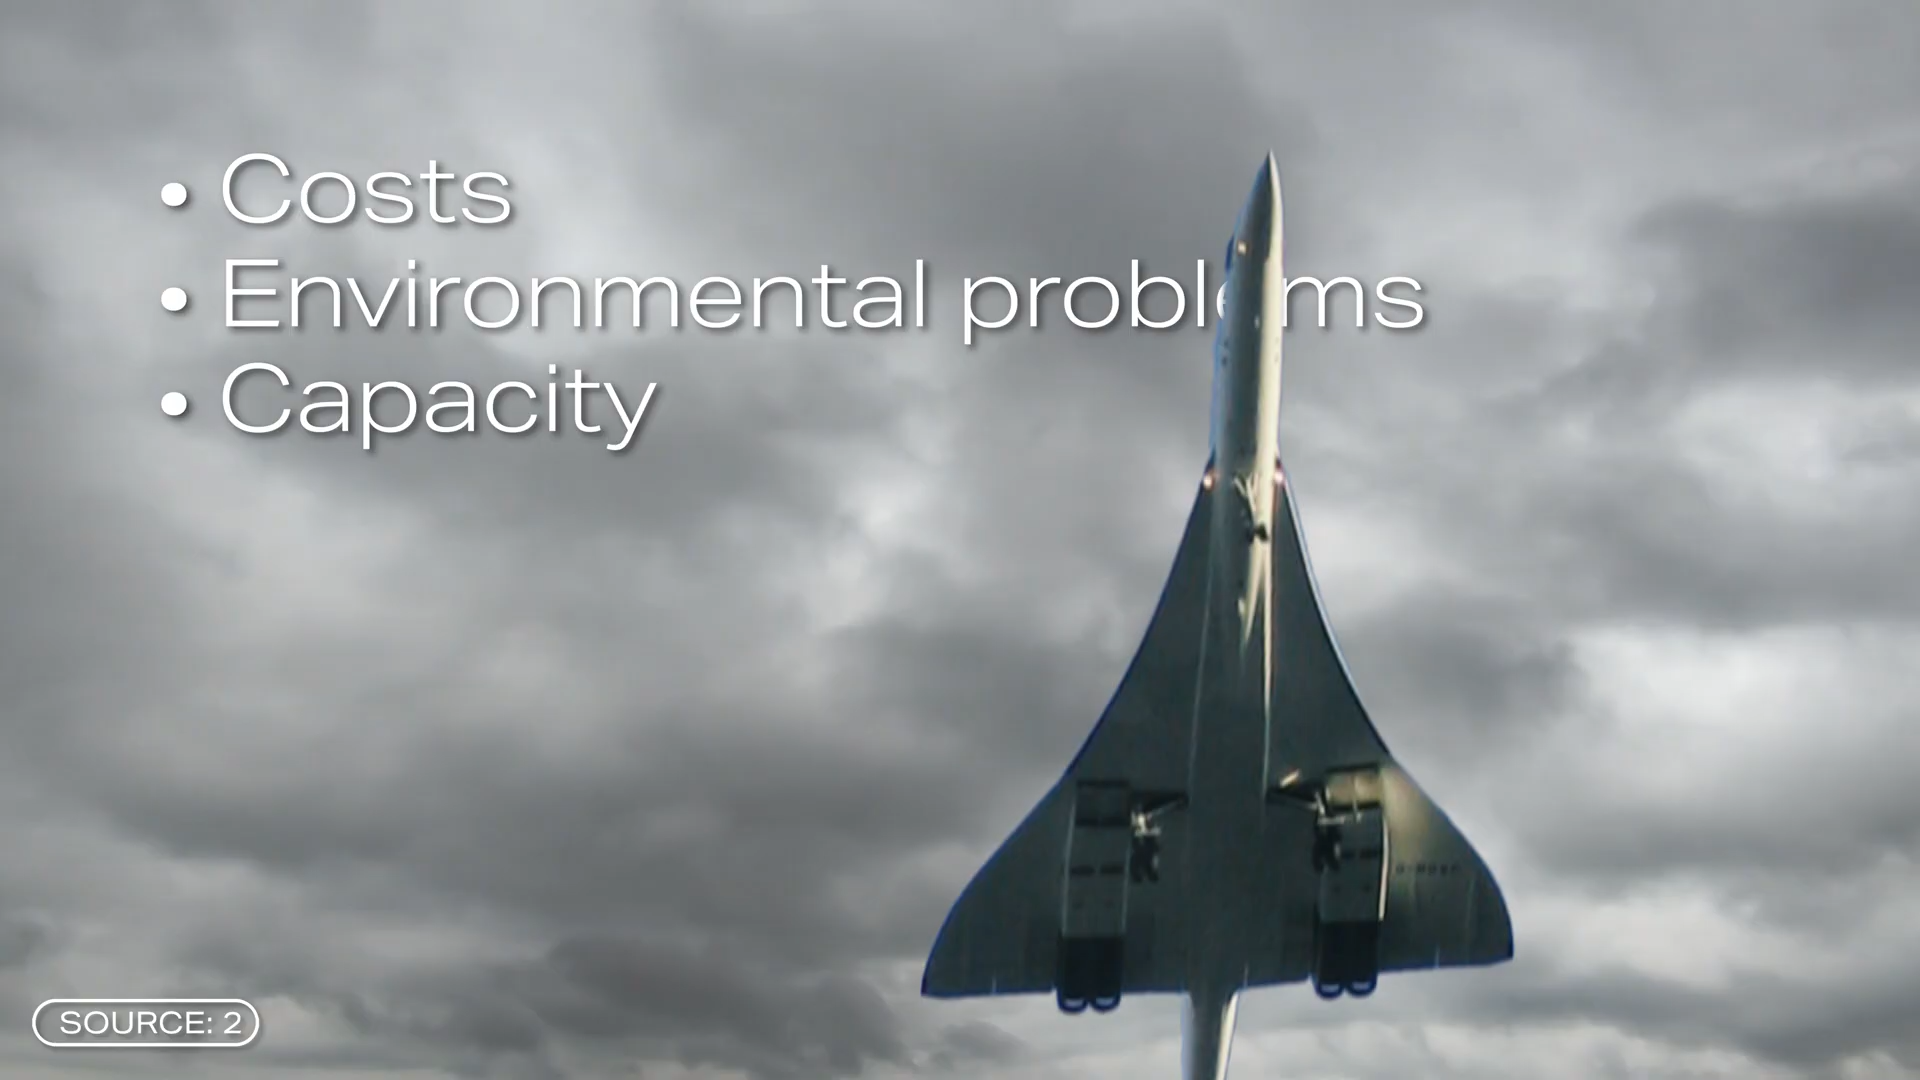 • Costs
• Environmental problems
• Capacity
SOURCE: 2